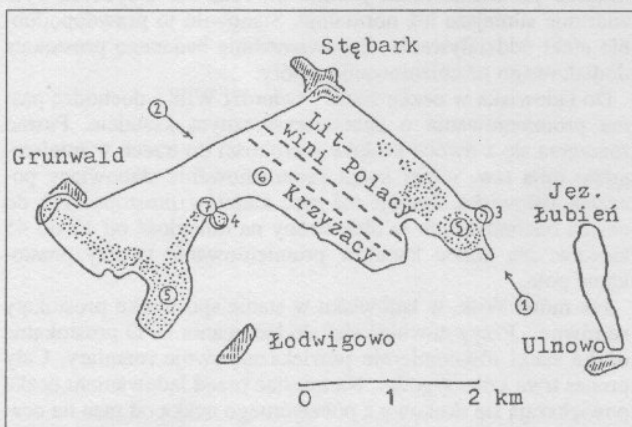 Stębark
②
Grunwald
Lit-
wini Polacy
⑥
Krzyżacy
⑦
4
③
⑤
Jez.
Łubień
⑤
①
Łodwigowo
Ulnowo
0 1 2 km